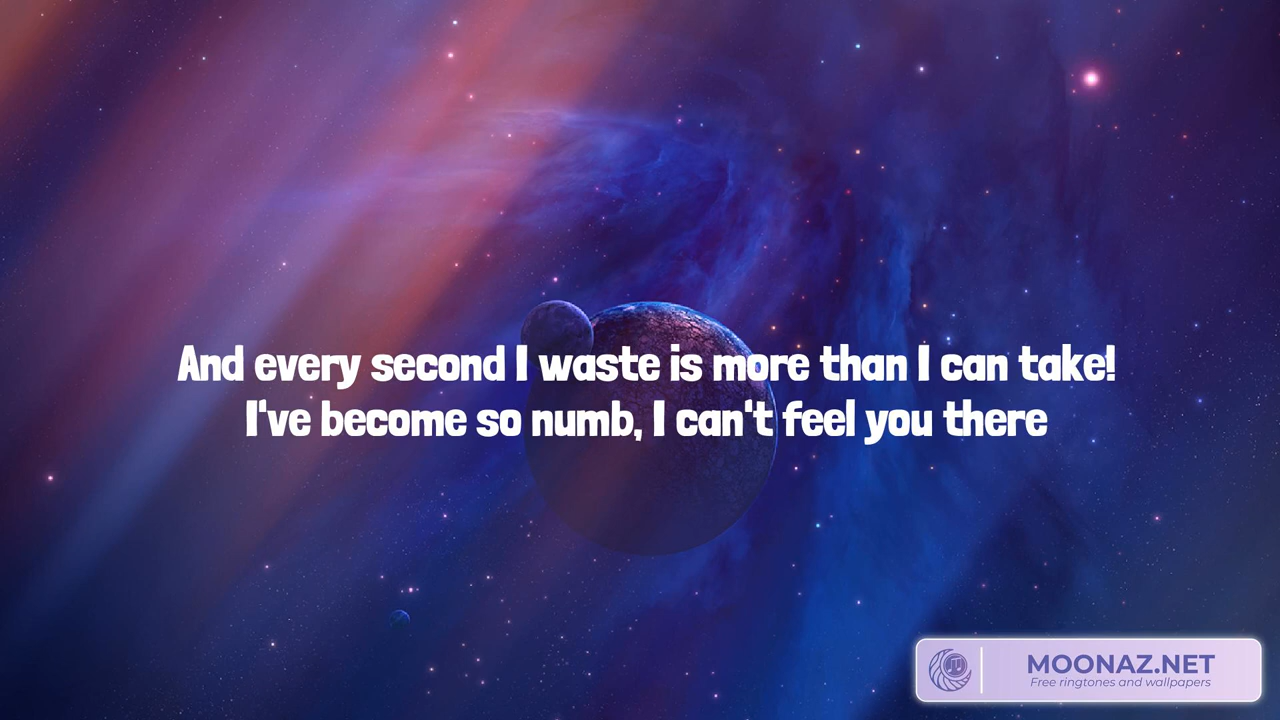 And every second I waste is more than I can take!
I've become so numb, I can't feel you there
MOONAZ.NET
Free ringtones and wallpapers